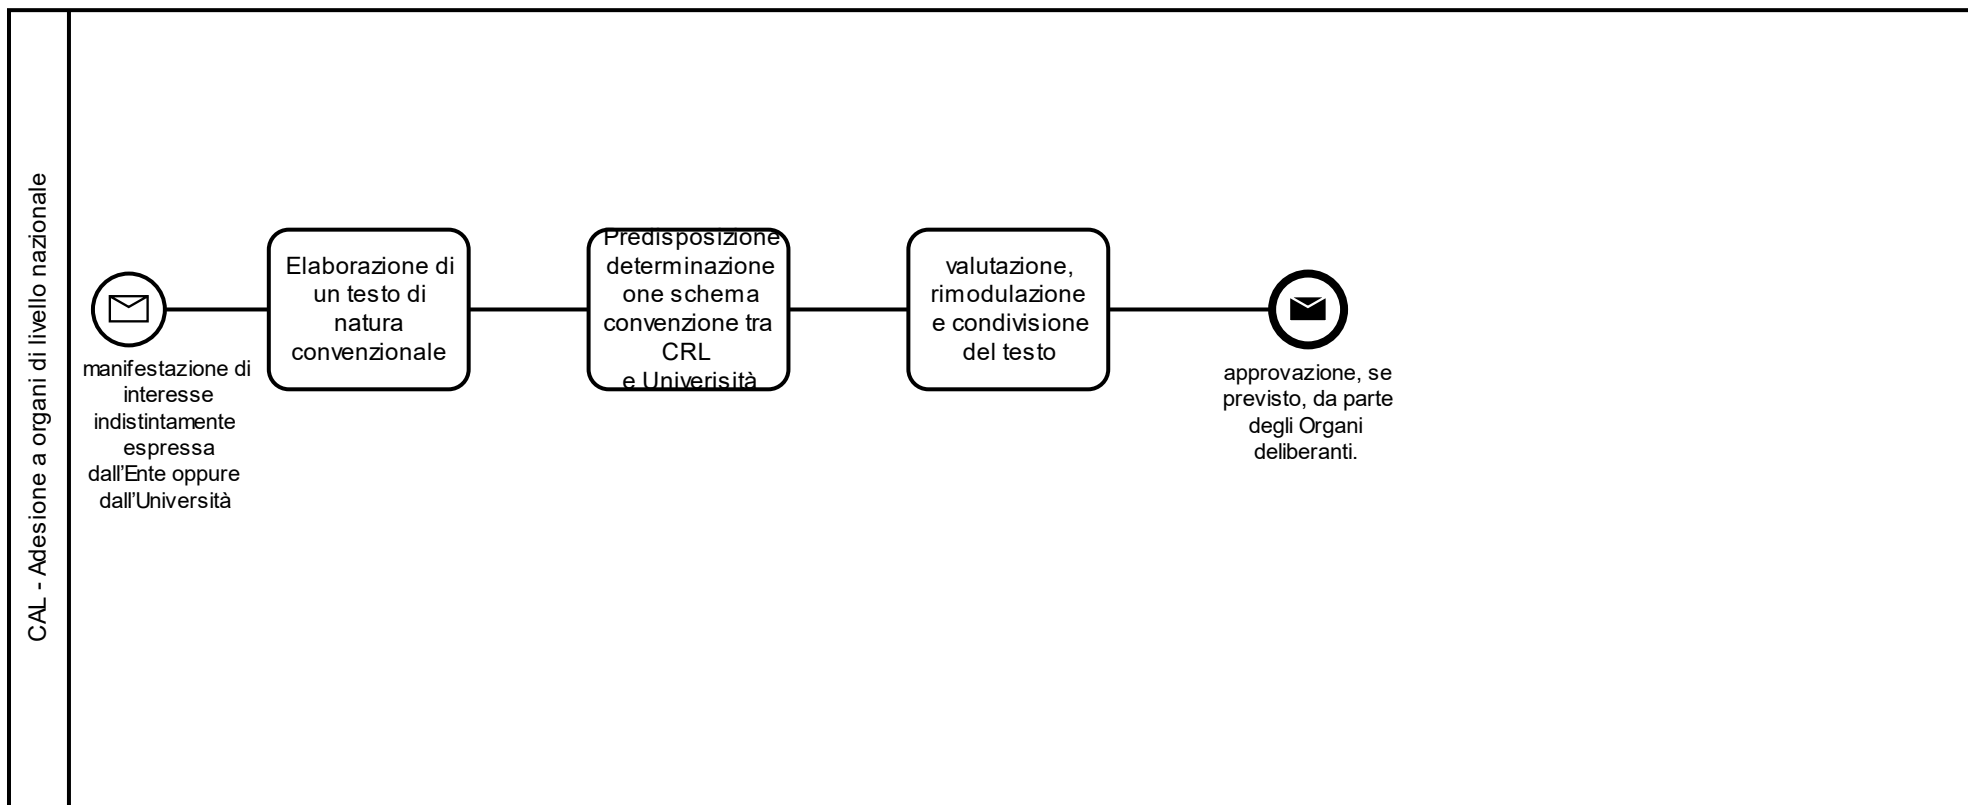 CAL - Adesione a organi di livello nazionale
manifestazione di
interesse
indistintamente
espressa
dall'Ente oppure
dall'Università
Elaborazione di
un testo di
natura
convenzionale
Predisposizione
determinazione
one schema
convenzione tra
CRL
e Univerisità
valutazione,
rimodulazione
e condivisione
del testo
approvazione, se
previsto, da parte
degli Organi
deliberanti.